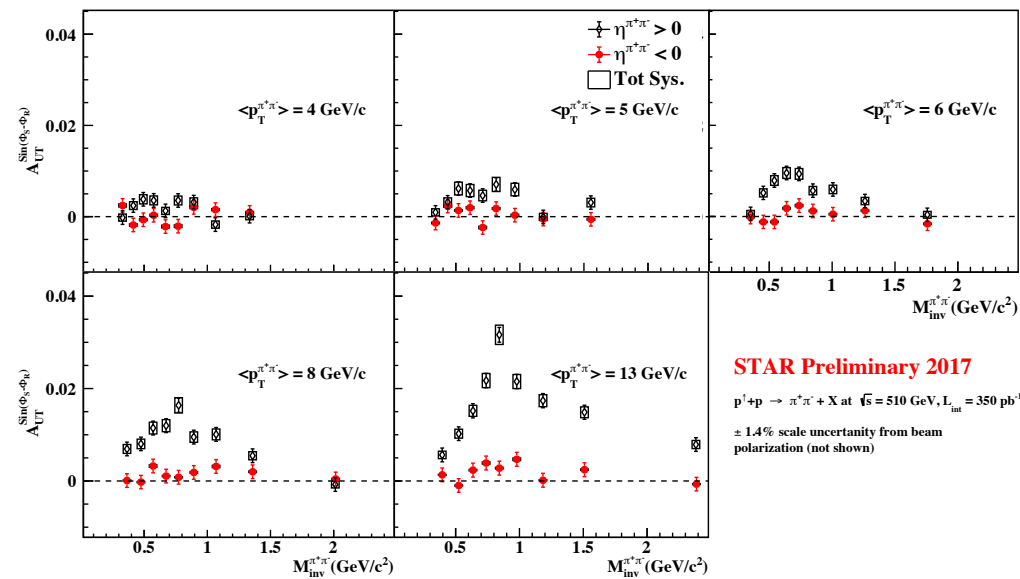 0.04
0.02
0
A_UT^Sin(Φ_S-Φ_R)
<p_T^π⁺π⁻> = 4 GeV/c
η^π⁺π⁻ > 0
η^π⁺π⁻ < 0
Tot Sys.
<p_T^π⁺π⁻> = 5 GeV/c
<p_T^π⁺π⁻> = 6 GeV/c
0.5 1 1.5 2
M_inv^π⁺π⁻(GeV/c²)
0.04
0.02
0
A_UT^Sin(Φ_S-Φ_R)
<p_T^π⁺π⁻> = 8 GeV/c
0.5 1 1.5 2
M_inv^π⁺π⁻(GeV/c²)
<p_T^π⁺π⁻> = 13 GeV/c
0.5 1 1.5 2
M_inv^π⁺π⁻(GeV/c²)
STAR Preliminary 2017
p↑+p → π⁺π⁻ + X at √s = 510 GeV, L_int = 350 pb⁻¹
± 1.4% scale uncertanity from beam
polarization (not shown)